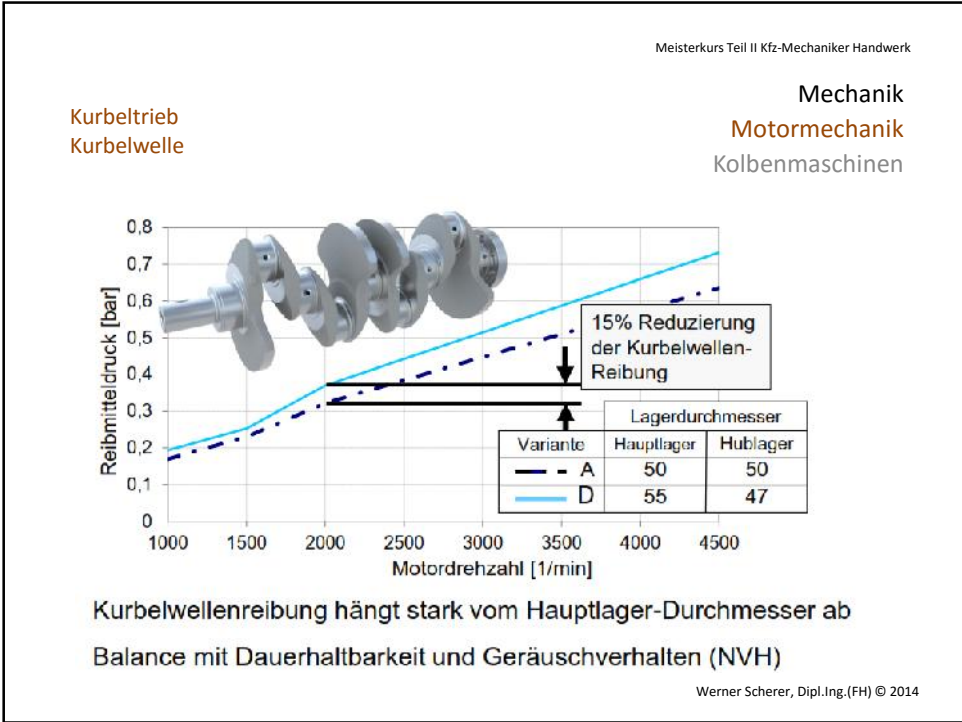 Meisterkurs Teil II Kfz-Mechaniker Handwerk
Mechanik
Kurbeltrieb
Motormechanik
Kurbelwelle
Kolbenmaschinen
Reibmitteldruck [bar]
0,8
0,7
0,6
0,5
0,4
0,3
0,2
0,1
0
15% Reduzierung
der Kurbelwellen-
Reibung
Lagerdurchmesser
Variante Hauptlager Hublager
A 50 50
D 55 47
1000 1500 2000 2500 3000 3500 4000 4500
Motordrehzahl [1/min]
Kurbelwellenreibung hängt stark vom Hauptlager-Durchmesser ab
Balance mit Dauerhaltbarkeit und Geräuschverhalten (NVH)
Werner Scherer, Dipl.Ing.(FH) © 2014